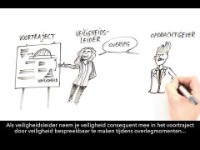 VOORTRAJECT
VEILIGHEIDS-
LEIDER
OVERLEG
OPDRACHTGEVER
Als veiligheidsleider neem je veiligheid consequent mee in het voortraject
door veiligheid bespreekbaar te maken tijdens overlegmomenten...